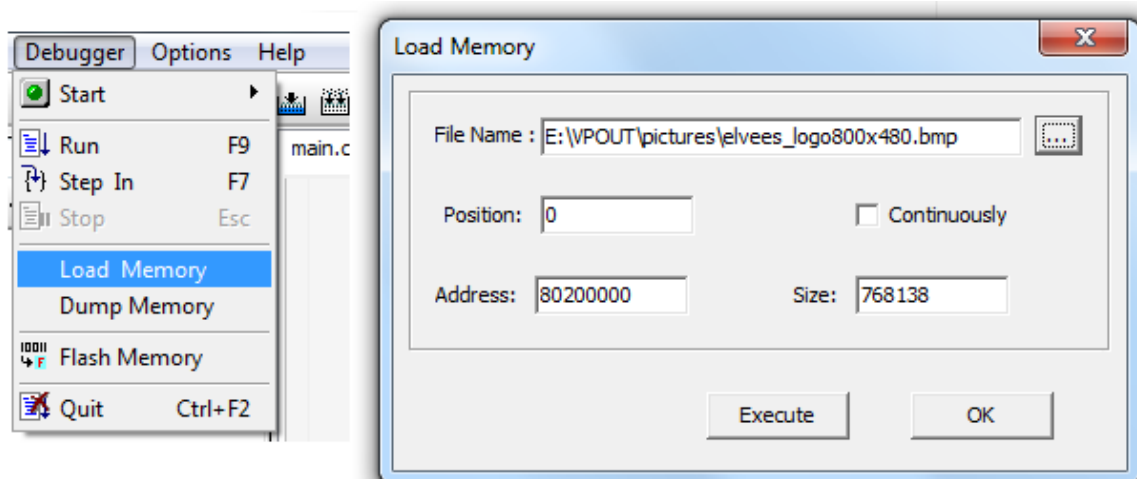 Debugger Options Help
Start
Run F9
Step In F7
Stop Esc
Load Memory
Dump Memory
Flash Memory
Quit Ctrl+F2
main.c
Load Memory
File Name : E:\VPOUT\pictures\elvees_logo800x480.bmp ...
Position: 0 Continuously
Address: 80200000 Size: 768138
Execute OK